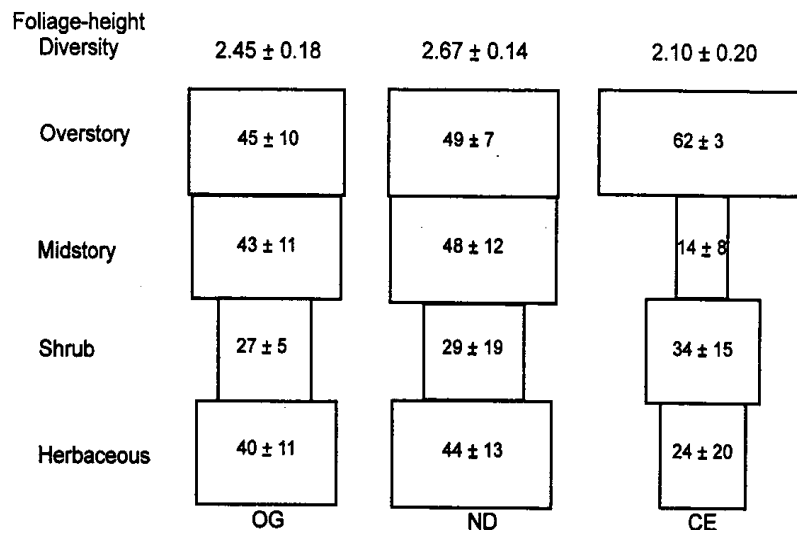 Foliage-height
Diversity 2.45 ± 0.18 2.67 ± 0.14 2.10 ± 0.20
Overstory 45 ± 10 49 ± 7 62 ± 3
Midstory 43 ± 11 48 ± 12 14 ± 8
Shrub 27 ± 5 29 ± 19 34 ± 15
Herbaceous 40 ± 11 44 ± 13 24 ± 20
OG ND CE